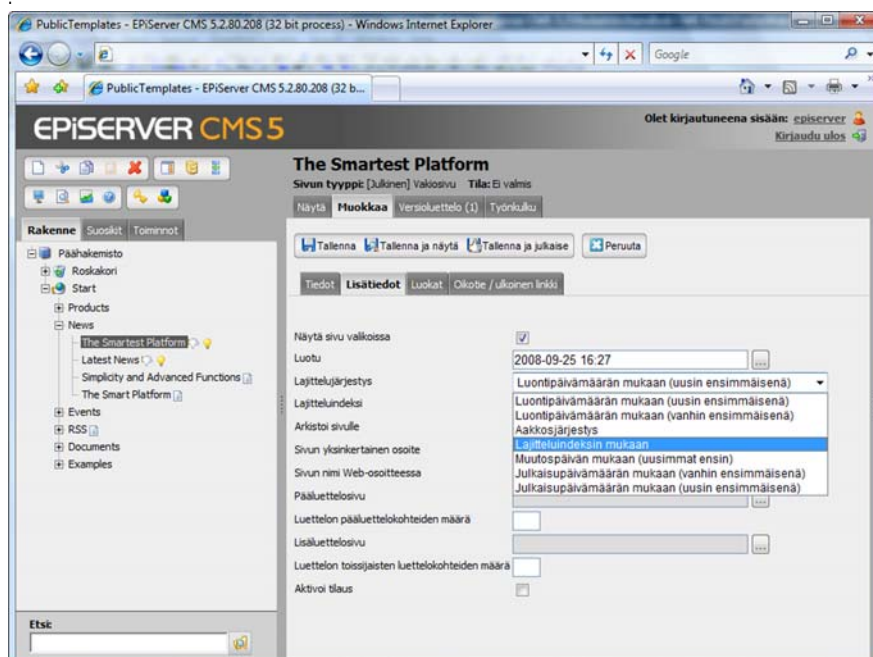 PublicTemplates - EPiServer CMS 5.2.80.208 (32 bit process) - Windows Internet Explorer
Google
PublicTemplates - EPiServer CMS 5.2.80.208 (32 b...
EPiSERVER CMS 5
Olet kirjautuneena sisään: episerver
Kirjaudu ulos
The Smartest Platform
Sivun tyyppi: [Julkinen] Vakiosivu Tila: Ei valmis
Näytä Muokkaa Versioluettelo (1) Työnkulku
Rakenne Suosikit Toiminnot
Tallenna Tallenna ja näytä Tallenna ja julkaise Peruuta
Tiedot Lisätiedot Luokat Oikotie / ulkoinen linkki
Päähakemisto
Roskakori
Start
Products
News
The Smartest Platform
Latest News
Simplicity and Advanced Functions
The Smart Platform
Events
RSS
Documents
Examples
Näytä sivu valikoissa
Luotu 2008-09-25 16:27 ...
Lajittelujärjestys Luontipäivämäärän mukaan (uusin ensimmäisenä)
Luontipäivämäärän mukaan (uusin ensimmäisenä)
Luontipäivämäärän mukaan (vanhin ensimmäisenä)
Aakkosjärjestys
Lajitteluindeksin mukaan
Muutospäivän mukaan (uusimmat ensin)
Julkaisupäivämäärän mukaan (vanhin ensimmäisenä)
Julkaisupäivämäärän mukaan (uusin ensimmäisenä)
Lajitteluindeksi
Arkistoi sivulle
Sivun yksinkertainen osoite
Sivun nimi Web-osoitteessa
Pääluettelosivu ...
Luettelon pääluettelokohteiden määrä
Lisäluettelosivu ...
Luettelon toissijaisten luettelokohteiden määrä
Aktivoi tilaus
Etsi: